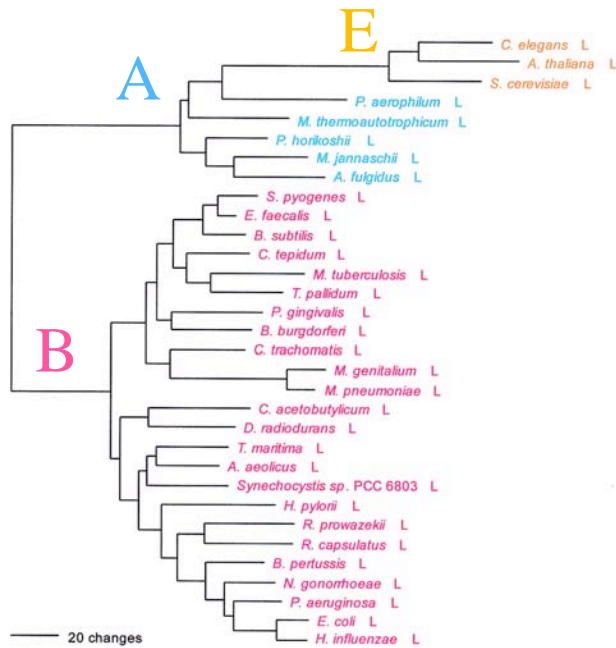 E
C. elegans L
A
A. thaliana L
S. cerevisiae L
P. aerophilum L
M. thermoautotrophicum L
P. horikoshii L
M. jannaschii L
A. fulgidus L
S. pyogenes L
E. faecalis L
B. subtilis L
C. tepidum L
M. tuberculosis L
T. pallidum L
P. gingivalis L
B. burgdorferi L
B
C. trachomatis L
M. genitalium L
M. pneumoniae L
C. acetobutylicum L
D. radiodurans L
T. maritima L
A. aeolicus L
Synechocystis sp. PCC 6803 L
H. pylorii L
R. prowazekii L
R. capsulatus L
B. pertussis L
N. gonorrhoeae L
P. aeruginosa L
E. coli L
H. influenzae L
20 changes